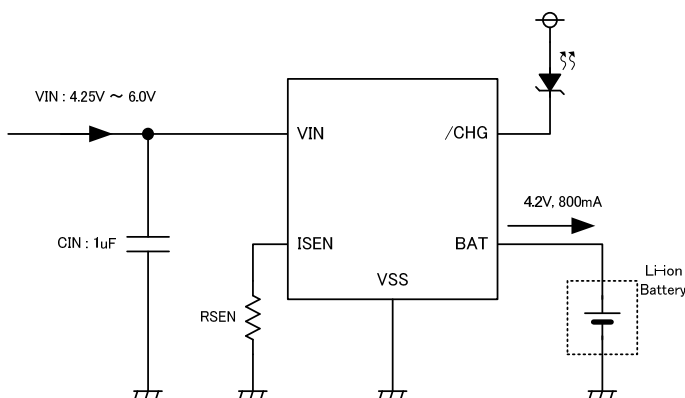 VIN : 4.25V ～ 6.0V
VIN
/CHG
4.2V, 800mA
CIN : 1uF
ISEN
BAT
VSS
Li-ion
Battery
RSEN